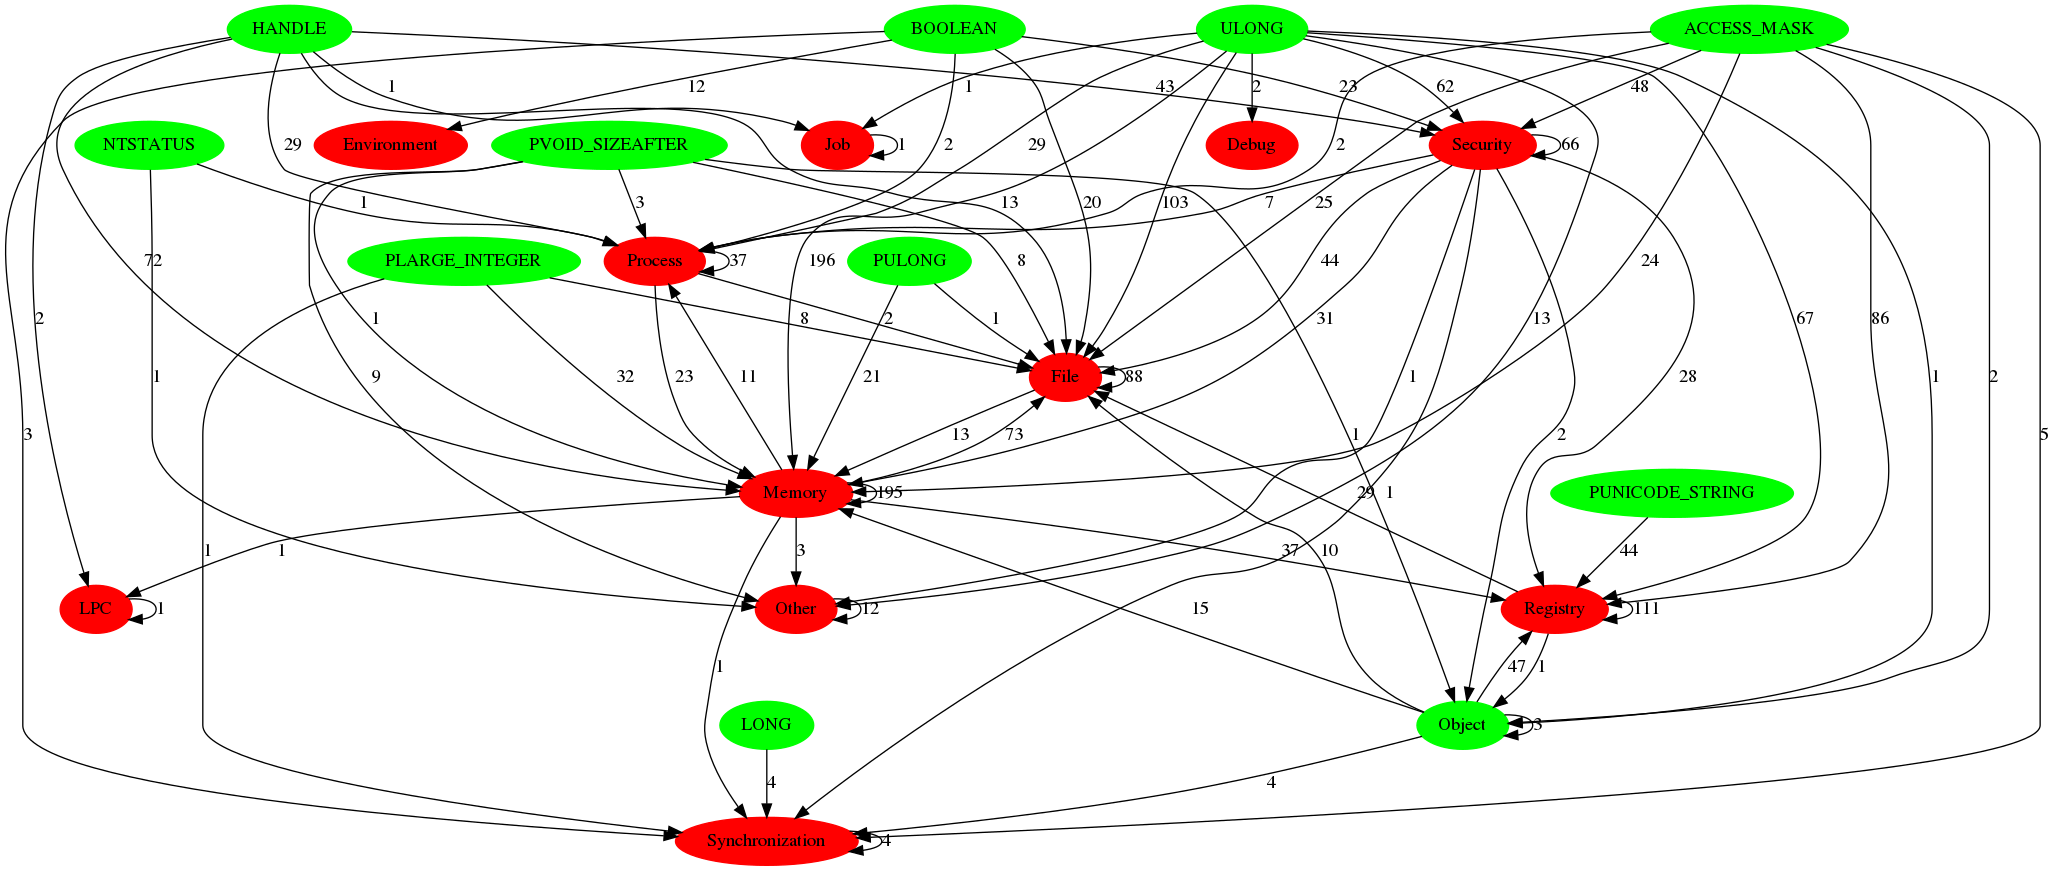 HANDLE BOOLEAN ULONG ACCESS_MASK
1 12 1 2 62 43 23 48
NTSTATUS Environment PVOID_SIZEAFTER Job 1 Debug Security 66
29 2 29 2
1 3 13 103 20 7 25
PLARGE_INTEGER Process 37 PULONG
72 196 8 44 24
2 1 8 2 1 31 13 67 86
1 9 32 23 11 21 File 88 1 28 1 2
3 13 73 1 2 5
Memory 195 29 1 PUNICODE_STRING
1 1 3 37 10 44
LPC 1 Other 12 15 Registry 111
1 47 1
LONG Object 3
4 4
Synchronization 4